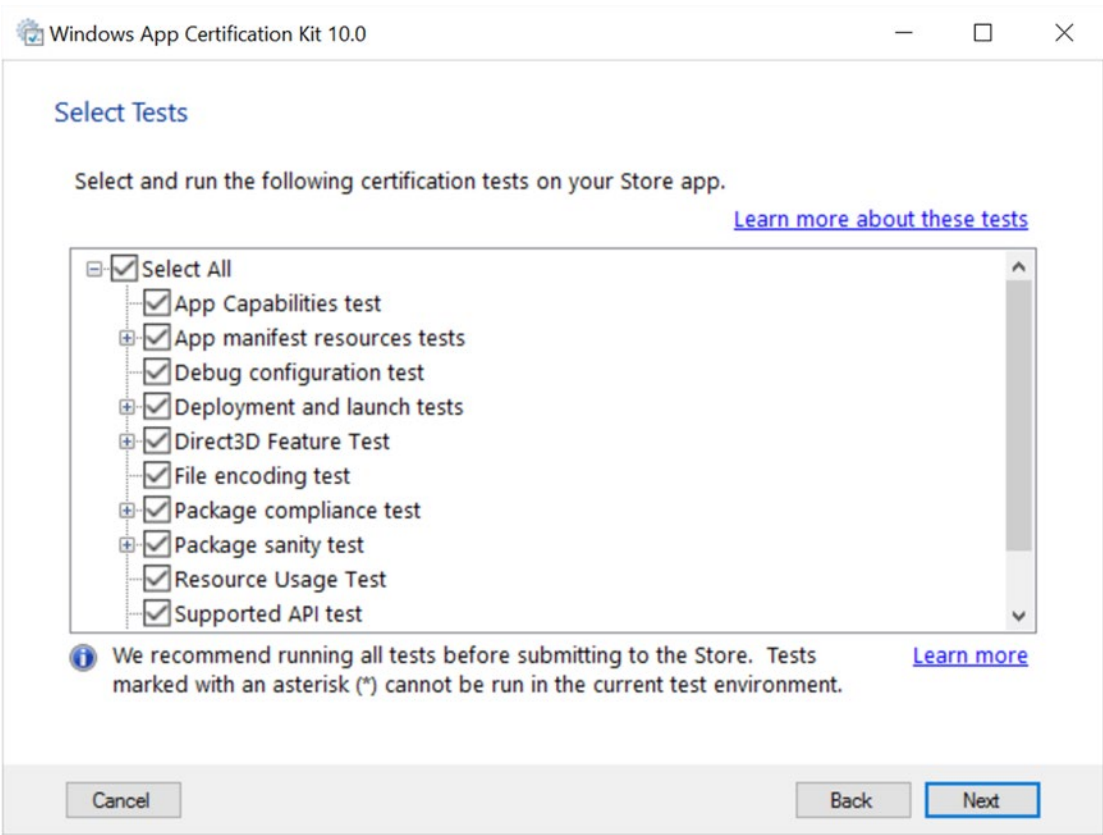 Windows App Certification Kit 10.0
Select Tests
Select and run the following certification tests on your Store app.
Learn more about these tests
Select All
App Capabilities test
App manifest resources tests
Debug configuration test
Deployment and launch tests
Direct3D Feature Test
File encoding test
Package compliance test
Package sanity test
Resource Usage Test
Supported API test
We recommend running all tests before submitting to the Store. Tests Learn more
marked with an asterisk (*) cannot be run in the current test environment.
Cancel Back Next